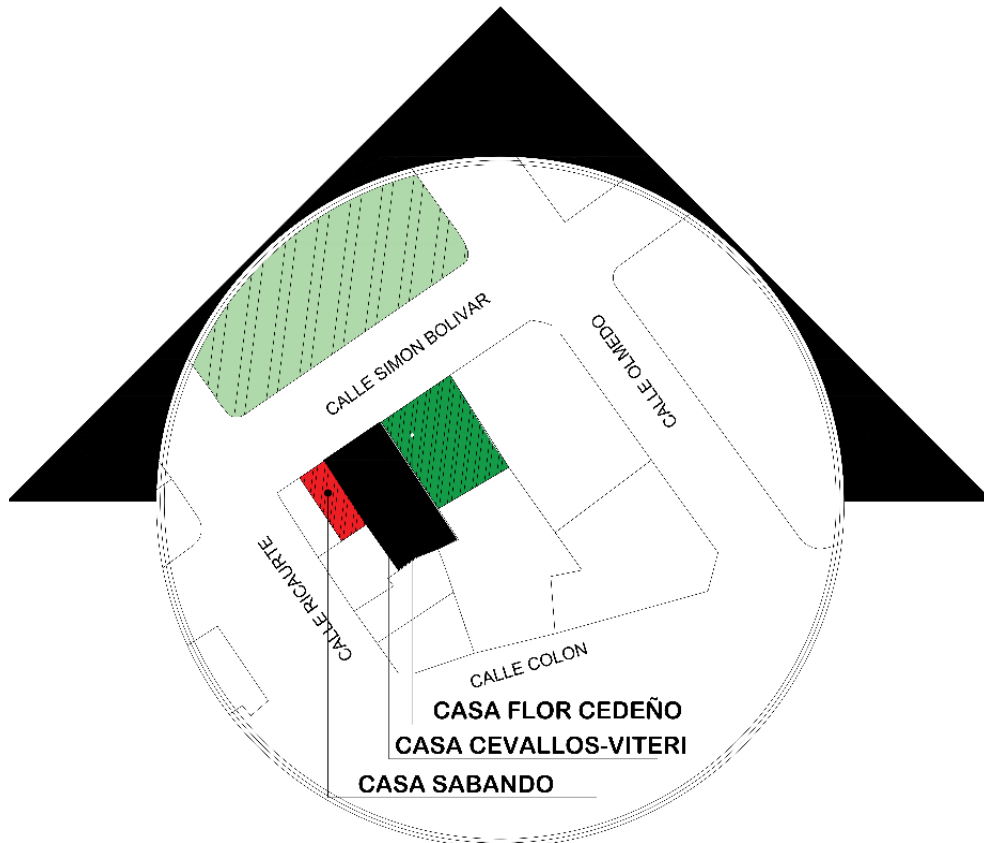 CALLE SIMON BOLIVAR
CALLE OLMEDO
CALLE RICAURTE
CALLE COLON
CASA FLOR CEDEÑO
CASA CEVALLOS-VITERI
CASA SABANDO